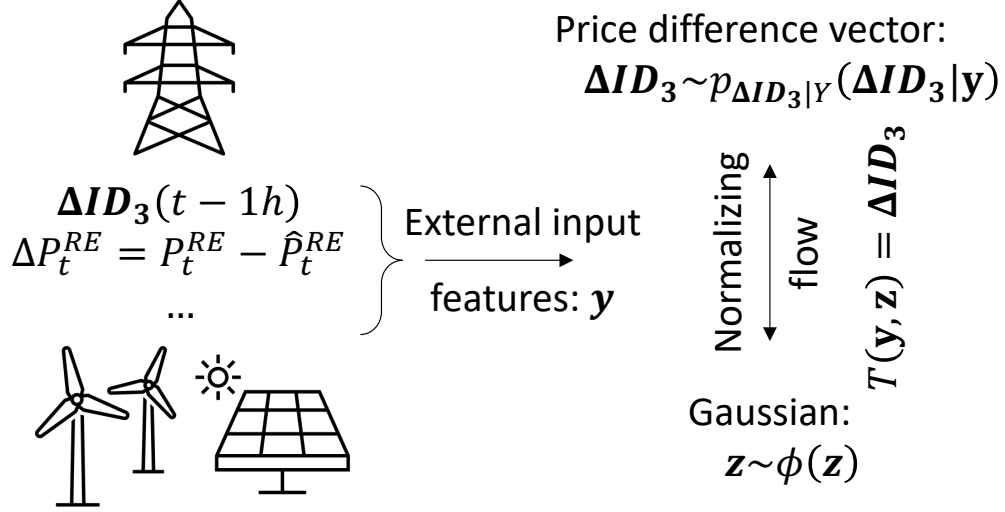 Price difference vector:
𝚫𝑰𝑫₃~𝑝_{𝚫𝑰𝑫₃|𝑌}(𝚫𝑰𝑫₃|𝐲)
𝚫𝑰𝑫₃(𝑡 − 1ℎ)
Δ𝑃_𝑡^{𝑅𝐸} = 𝑃_𝑡^{𝑅𝐸} − 𝑃̂_𝑡^{𝑅𝐸}
...
External input
features: 𝒚
Normalizing
flow
𝑇(𝐲, 𝐳) = 𝚫𝑰𝑫₃
Gaussian:
𝒛~𝜙(𝒛)